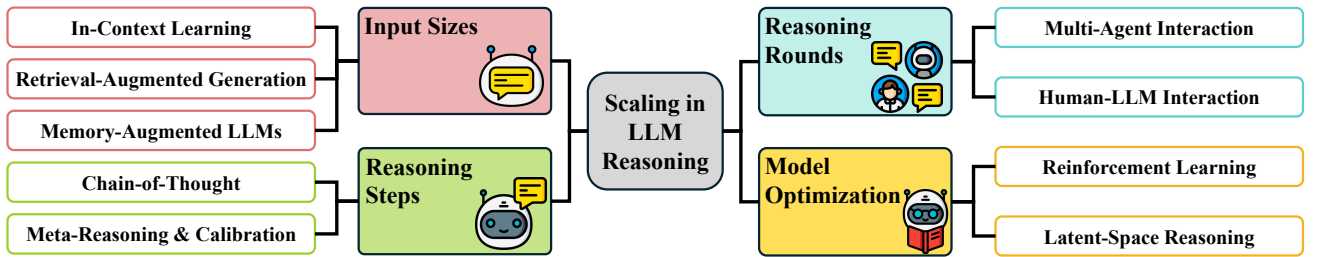 In-Context Learning
Retrieval-Augmented Generation
Memory-Augmented LLMs
Chain-of-Thought
Meta-Reasoning & Calibration
Input Sizes
Reasoning
Steps
Scaling in
LLM
Reasoning
Reasoning
Rounds
Model
Optimization
Multi-Agent Interaction
Human-LLM Interaction
Reinforcement Learning
Latent-Space Reasoning